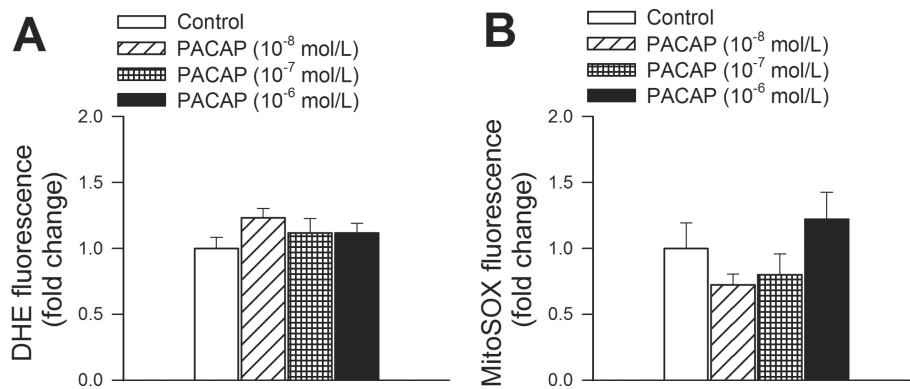 A
Control
PACAP (10⁻⁸ mol/L)
PACAP (10⁻⁷ mol/L)
PACAP (10⁻⁶ mol/L)
DHE fluorescence
(fold change)
2.0
1.5
1.0
0.5
0.0
B
Control
PACAP (10⁻⁸ mol/L)
PACAP (10⁻⁷ mol/L)
PACAP (10⁻⁶ mol/L)
MitoSOX fluorescence
(fold change)
2.0
1.5
1.0
0.5
0.0